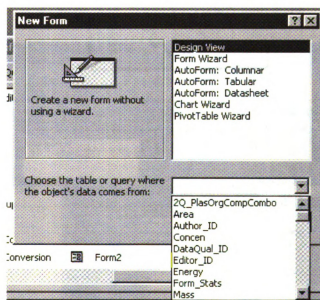 New Form
Design View
Form Wizard
AutoForm: Columnar
AutoForm: Tabular
AutoForm: Datasheet
Chart Wizard
PivotTable Wizard
Create a new form without
using a wizard.
Choose the table or query where
the object's data comes from:
2Q_PlasOrgCompCombo
Area
Author_ID
Concen
DataQual_ID
Editor_ID
Energy
Form_Stats
Mass
Conversion
Form2